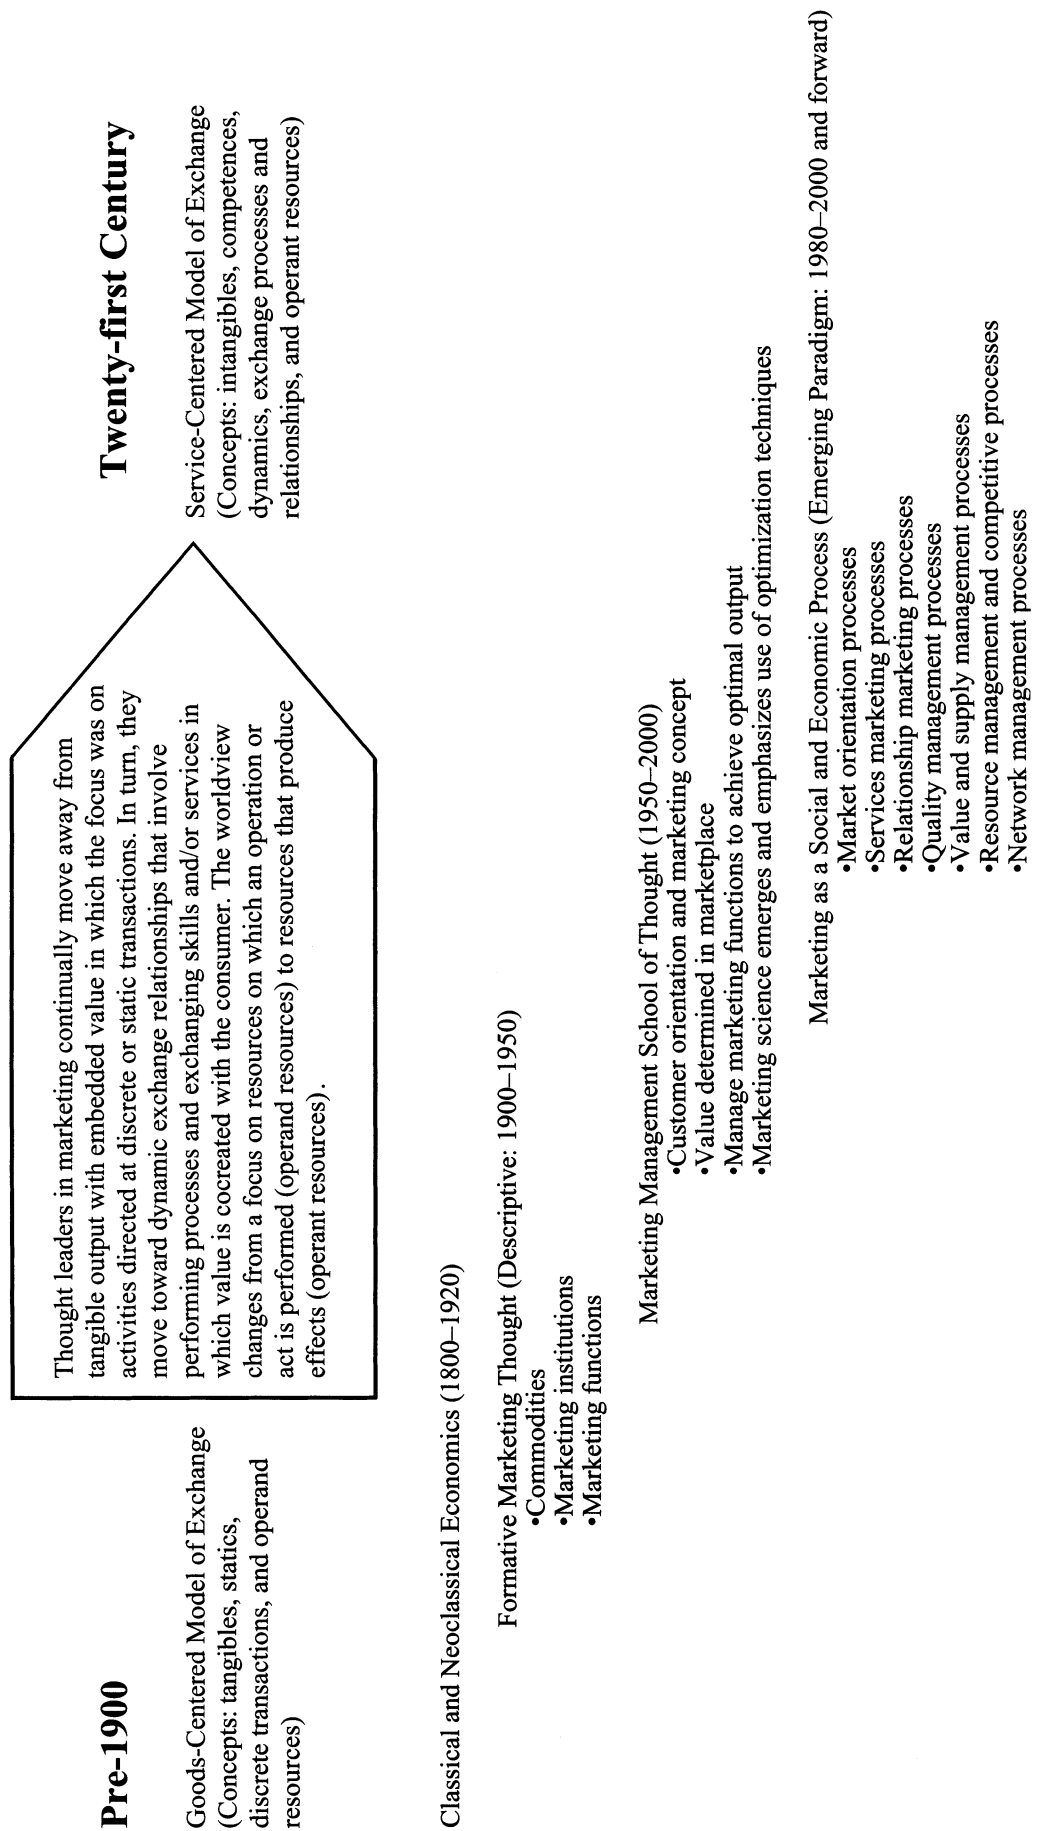 Pre-1900
Goods-Centered Model of Exchange
(Concepts: tangibles, statics,
discrete transactions, and operand
resources)
Thought leaders in marketing continually move away from
tangible output with embedded value in which the focus was on
activities directed at discrete or static transactions. In turn, they
move toward dynamic exchange relationships that involve
performing processes and exchanging skills and/or services in
which value is cocreated with the consumer. The worldview
changes from a focus on resources on which an operation or
act is performed (operand resources) to resources that produce
effects (operant resources).
Twenty-first Century
Service-Centered Model of Exchange
(Concepts: intangibles, competences,
dynamics, exchange processes and
relationships, and operant resources)
Classical and Neoclassical Economics (1800–1920)
Formative Marketing Thought (Descriptive: 1900–1950)
•Commodities
•Marketing institutions
•Marketing functions
Marketing Management School of Thought (1950–2000)
•Customer orientation and marketing concept
•Value determined in marketplace
•Manage marketing functions to achieve optimal output
•Marketing science emerges and emphasizes use of optimization techniques
Marketing as a Social and Economic Process (Emerging Paradigm: 1980–2000 and forward)
•Market orientation processes
•Services marketing processes
•Relationship marketing processes
•Quality management processes
•Value and supply management processes
•Resource management and competitive processes
•Network management processes